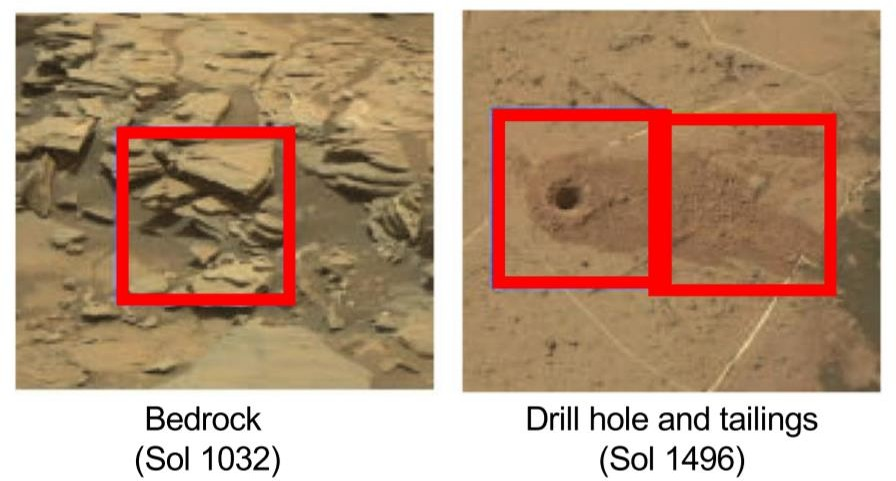 Bedrock
(Sol 1032)
Drill hole and tailings
(Sol 1496)